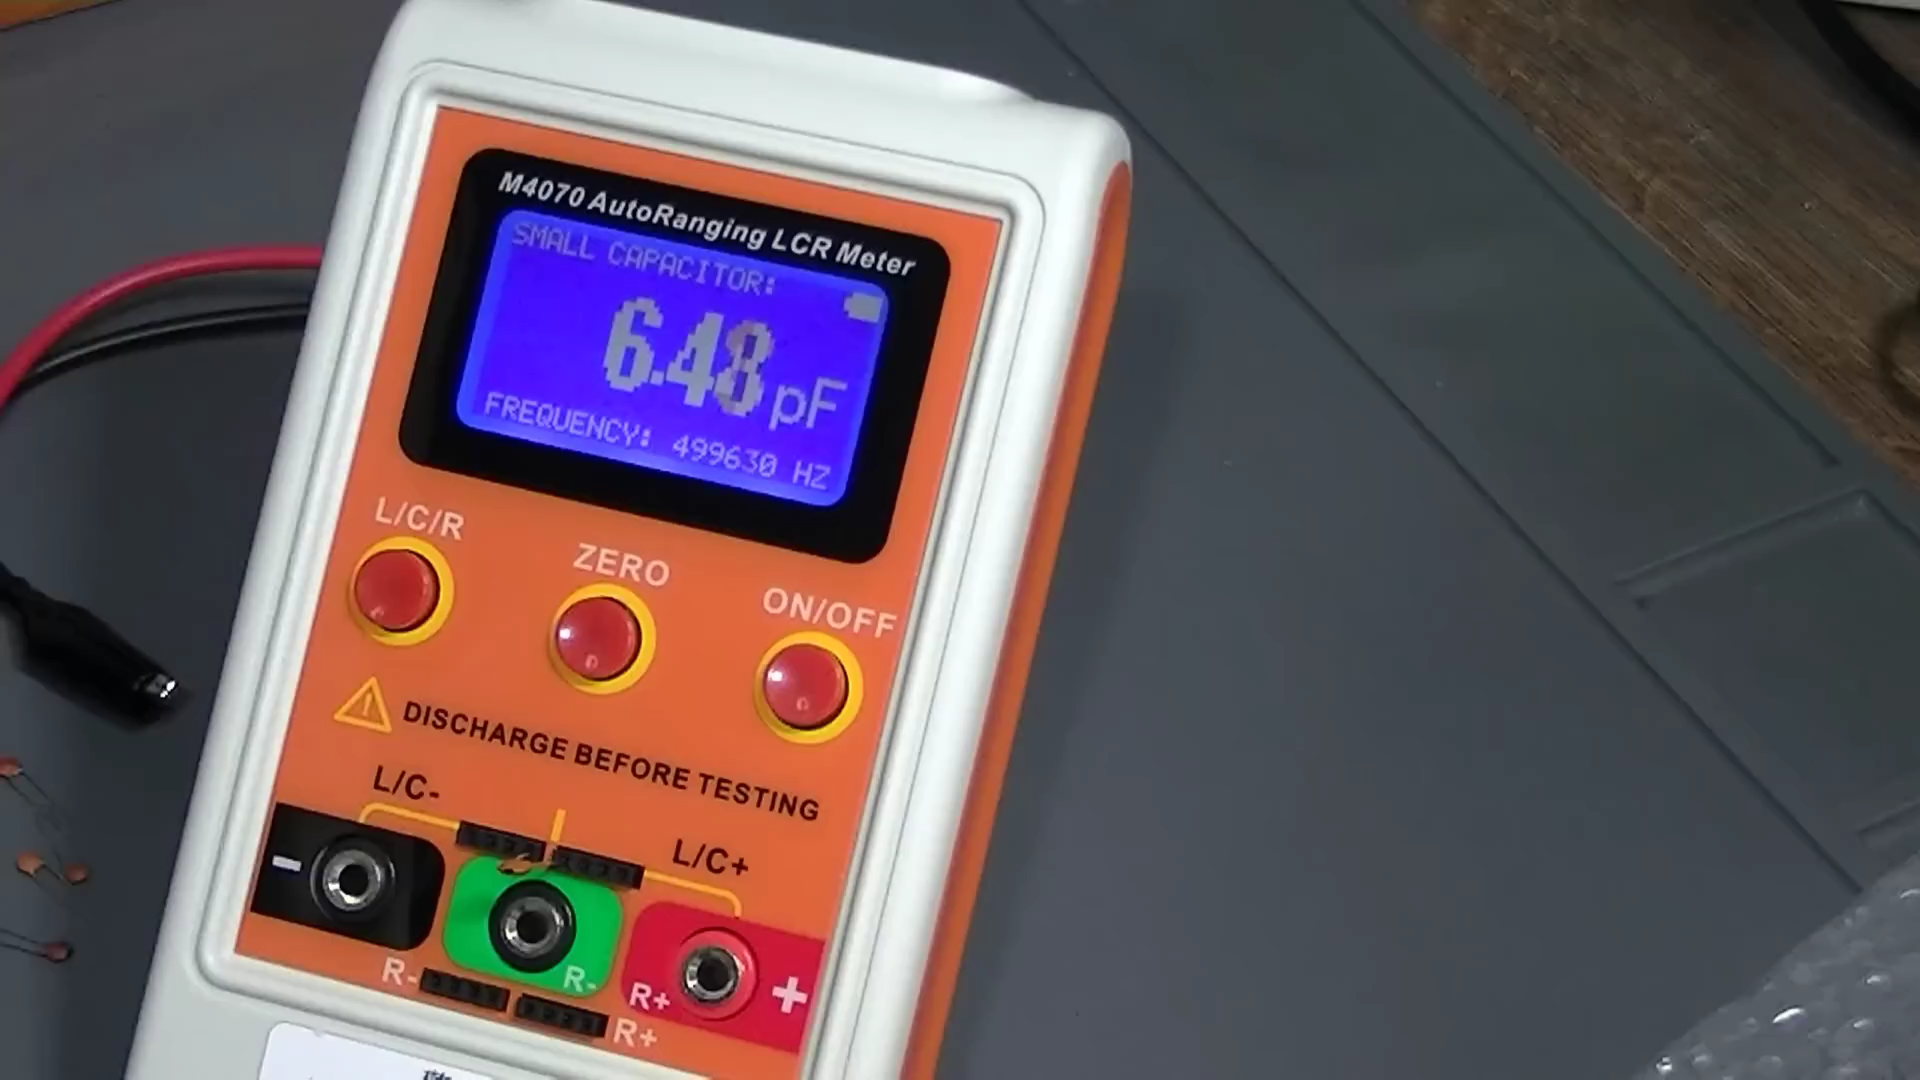 M4070 AutoRanging LCR Meter
SMALL CAPACITOR:
6.48 pF
FREQUENCY: 499630 HZ
L/C/R
ZERO
ON/OFF
DISCHARGE BEFORE TESTING
L/C-
L/C+
-
R-
R-
R+
+
R+